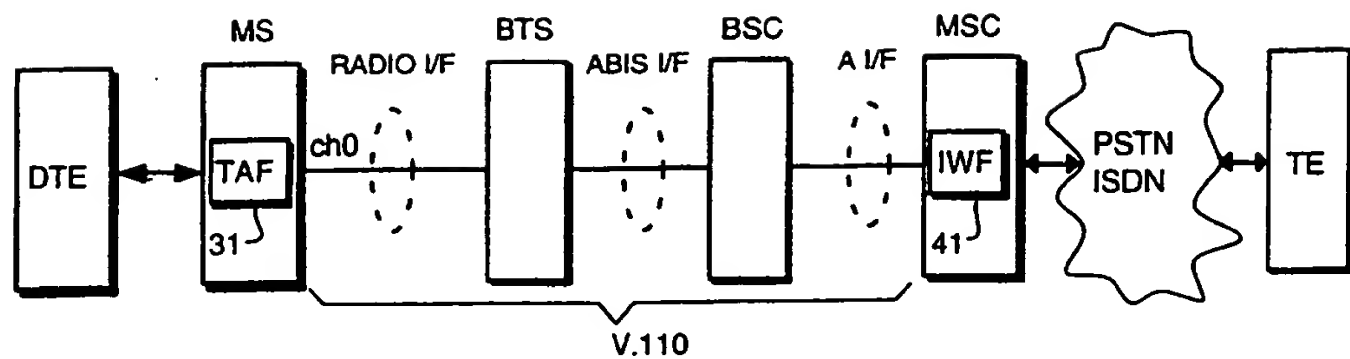 MS
BTS
BSC
MSC
RADIO I/F
ABIS I/F
A I/F
DTE
TAF
ch0
IWF
PSTN
ISDN
TE
31
41
V.110